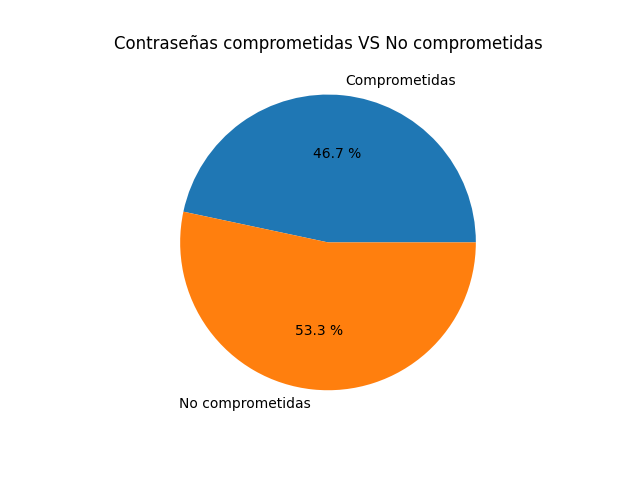 Contraseñas comprometidas VS No comprometidas
Comprometidas
46.7 %
53.3 %
No comprometidas